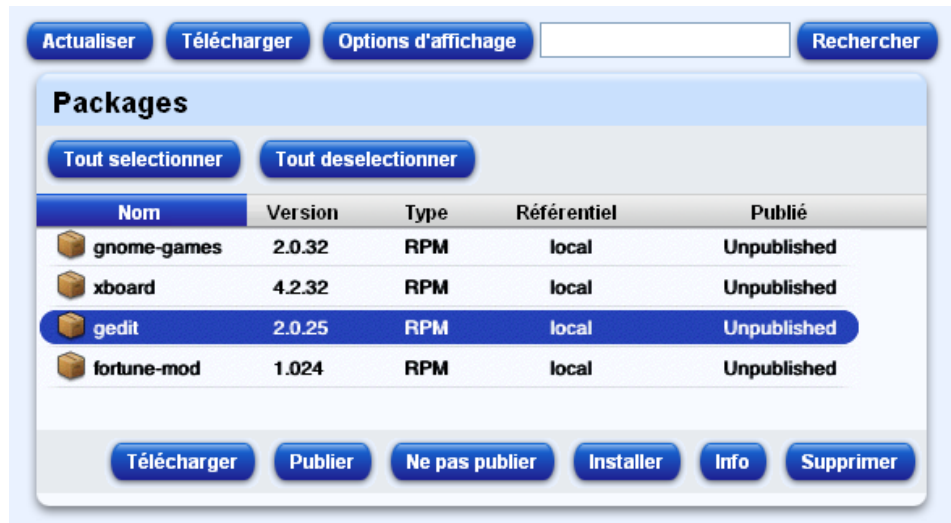 Actualiser Télécharger Options d'affichage Rechercher
Packages
Tout selectionner Tout deselectionner
Nom Version Type Référentiel Publié
gnome-games 2.0.32 RPM local Unpublished
xboard 4.2.32 RPM local Unpublished
gedit 2.0.25 RPM local Unpublished
fortune-mod 1.024 RPM local Unpublished
Télécharger Publier Ne pas publier Installer Info Supprimer